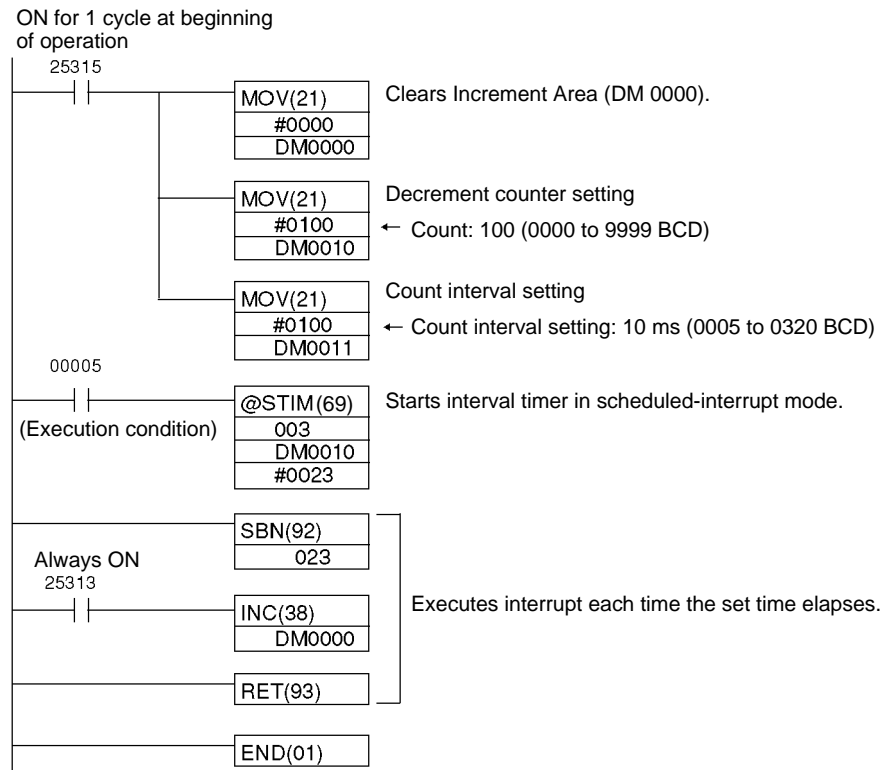 ON for 1 cycle at beginning
of operation
25315
MOV(21)
#0000
DM0000
Clears Increment Area (DM 0000).
MOV(21)
#0100
DM0010
Decrement counter setting
← Count: 100 (0000 to 9999 BCD)
MOV(21)
#0100
DM0011
Count interval setting
← Count interval setting: 10 ms (0005 to 0320 BCD)
00005
(Execution condition)
@STIM(69)
003
DM0010
#0023
Starts interval timer in scheduled-interrupt mode.
SBN(92)
023
Always ON
25313
INC(38)
DM0000
Executes interrupt each time the set time elapses.
RET(93)
END(01)